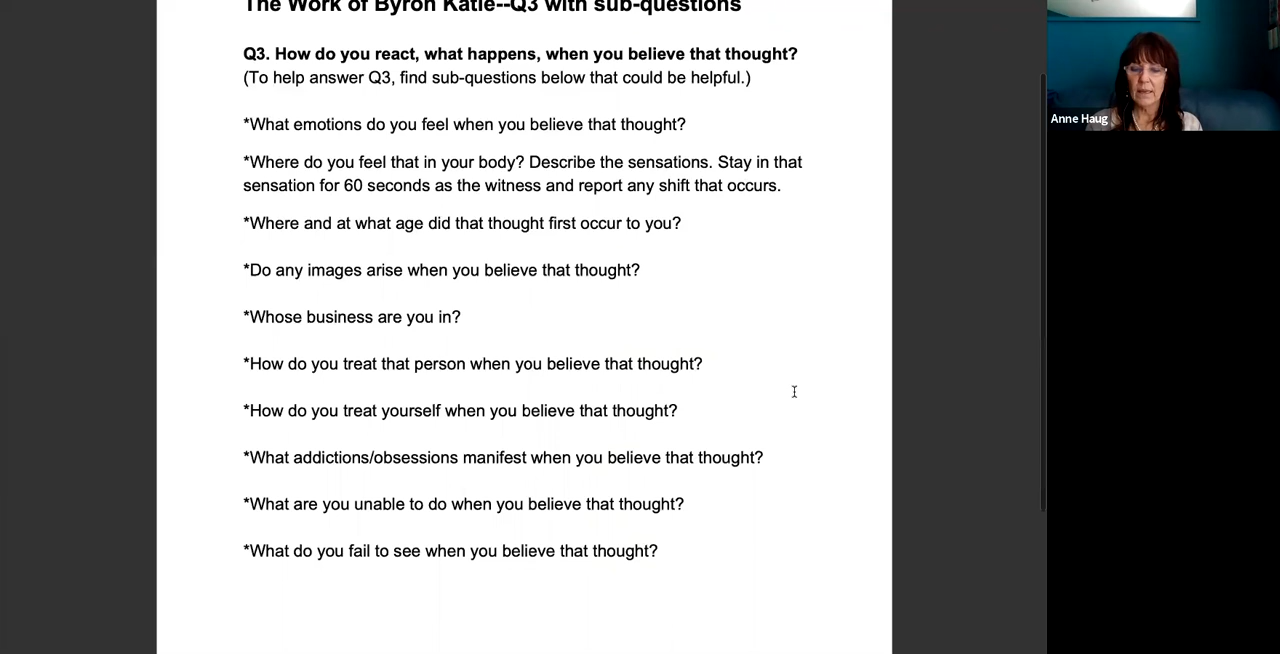 The Work of Byron Katie--Q3 with sub-questions
Q3. How do you react, what happens, when you believe that thought?
(To help answer Q3, find sub-questions below that could be helpful.)
*What emotions do you feel when you believe that thought?
*Where do you feel that in your body? Describe the sensations. Stay in that
sensation for 60 seconds as the witness and report any shift that occurs.
*Where and at what age did that thought first occur to you?
*Do any images arise when you believe that thought?
*Whose business are you in?
*How do you treat that person when you believe that thought?
*How do you treat yourself when you believe that thought?
*What addictions/obsessions manifest when you believe that thought?
*What are you unable to do when you believe that thought?
*What do you fail to see when you believe that thought?
Anne Haug